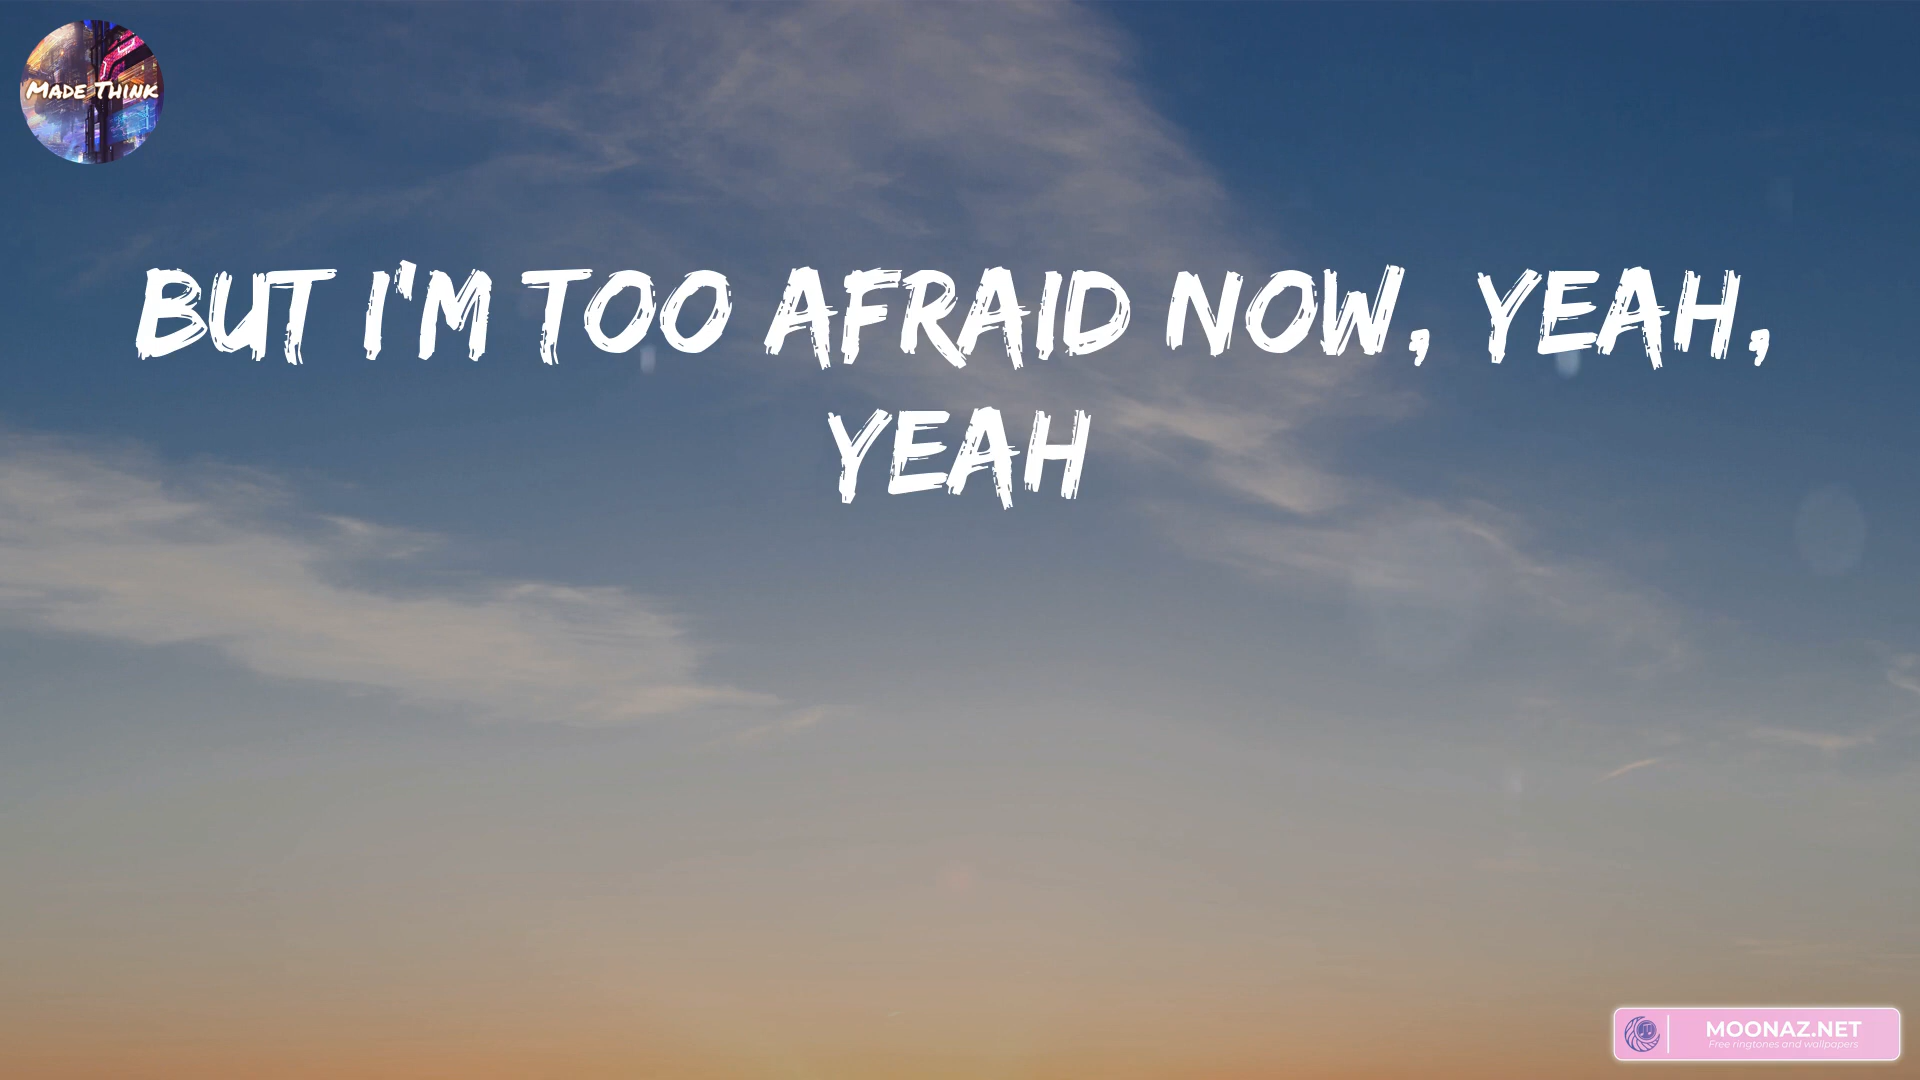 MADE THINK
BUT I'M TOO AFRAID NOW, YEAH,
YEAH
MOONAZ.NET
Free ringtones and wallpapers